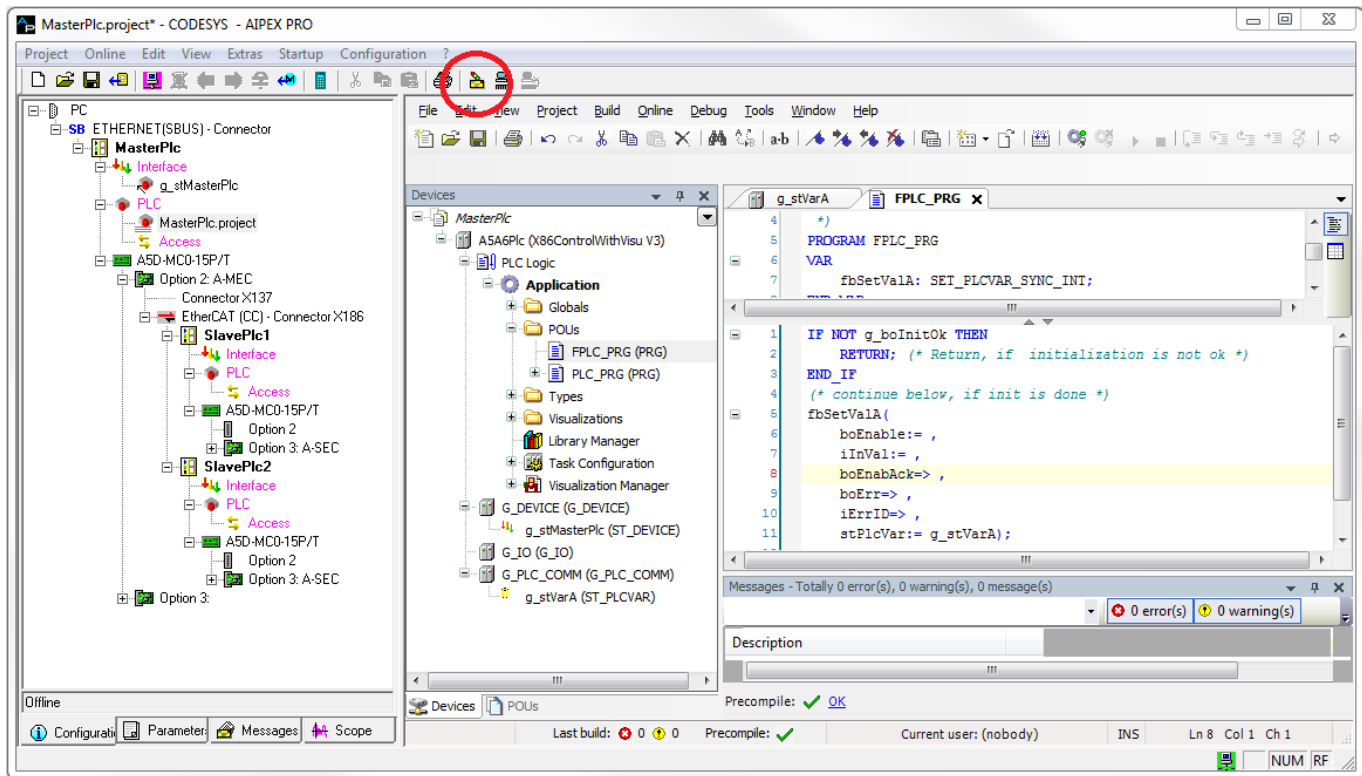 MasterPlc.project* - CODESYS - AIPEX PRO
Project Online Edit View Extras Startup Configuration ?
PC
SB ETHERNET(SBUS) - Connector
MasterPlc
Interface
g_stMasterPlc
PLC
MasterPlc.project
Access
A5D-MC0-15P/T
Option 2: A-MEC
Connector X137
EtherCAT (CC) - Connector X186
SlavePlc1
Interface
PLC
Access
A5D-MC0-15P/T
Option 2
Option 3: A-SEC
SlavePlc2
Interface
PLC
Access
A5D-MC0-15P/T
Option 2
Option 3: A-SEC
Option 3:
Offline
Configurati Parameter Messages Scope
File Edit View Project Build Online Debug Tools Window Help
Devices
MasterPlc
A5A6Plc (X86ControlWithVisu V3)
PLC Logic
Application
Globals
POUs
FPLC_PRG (PRG)
PLC_PRG (PRG)
Types
Visualizations
Library Manager
Task Configuration
Visualization Manager
G_DEVICE (G_DEVICE)
g_stMasterPlc (ST_DEVICE)
G_IO (G_IO)
G_PLC_COMM (G_PLC_COMM)
g_stVarA (ST_PLCVAR)
Devices POUs
g_stVarA FPLC_PRG X
4 *)
5 PROGRAM FPLC_PRG
6 VAR
7 fbSetValA: SET_PLCVAR_SYNC_INT;
1 IF NOT g_boInitOk THEN
2 RETURN; (* Return, if initialization is not ok *)
3 END_IF
4 (* continue below, if init is done *)
5 fbSetValA(
6 boEnable:= ,
7 iInVal:= ,
8 boEnabAck=> ,
9 boErr=> ,
10 iErrID=> ,
11 stPlcVar:= g_stVarA);
Messages - Totally 0 error(s), 0 warning(s), 0 message(s)
0 error(s) 0 warning(s)
Description
Precompile: OK
Last build: 0 0 Precompile: Current user: (nobody) INS Ln 8 Col 1 Ch 1
NUM RF